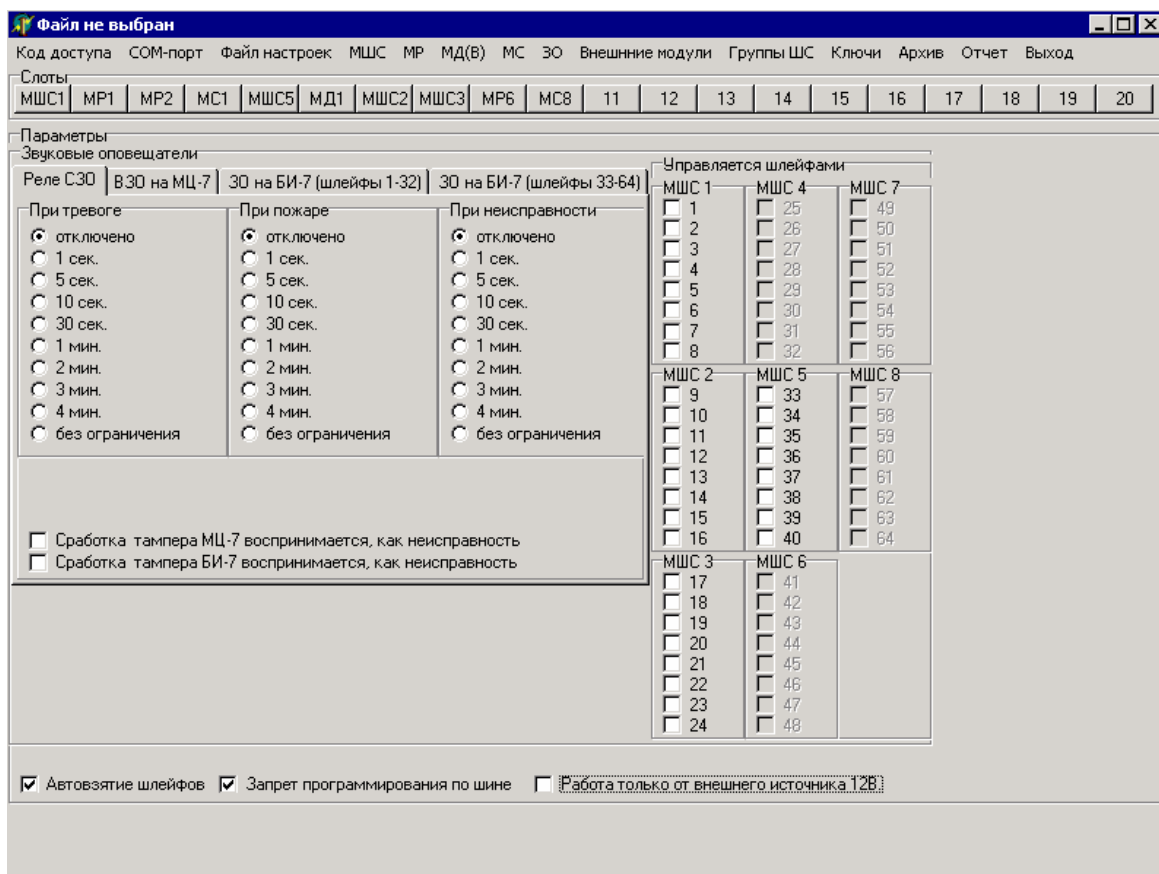 Файл не выбран
Код доступа COM-порт Файл настроек МШС МР МД(В) МС ЗО Внешнние модули Группы ШС Ключи Архив Отчет Выход
Слоты
МШС1 МР1 МР2 МС1 МШС5 МД1 МШС2 МШС3 МР6 МС8 11 12 13 14 15 16 17 18 19 20
Параметры
Звуковые оповещатели
Реле СЗО ВЗО на МЦ-7 ЗО на БИ-7 (шлейфы 1-32) ЗО на БИ-7 (шлейфы 33-64)
При тревоге
отключено
1 сек.
5 сек.
10 сек.
30 сек.
1 мин.
2 мин.
3 мин.
4 мин.
без ограничения
При пожаре
отключено
1 сек.
5 сек.
10 сек.
30 сек.
1 мин.
2 мин.
3 мин.
4 мин.
без ограничения
При неисправности
отключено
1 сек.
5 сек.
10 сек.
30 сек.
1 мин.
2 мин.
3 мин.
4 мин.
без ограничения
Сработка тампера МЦ-7 воспринимается, как неисправность
Сработка тампера БИ-7 воспринимается, как неисправность
Управляется шлейфами
МШС 1
1
2
3
4
5
6
7
8
МШС 4
25
26
27
28
29
30
31
32
МШС 7
49
50
51
52
53
54
55
56
МШС 2
9
10
11
12
13
14
15
16
МШС 5
33
34
35
36
37
38
39
40
МШС 8
57
58
59
60
61
62
63
64
МШС 3
17
18
19
20
21
22
23
24
МШС 6
41
42
43
44
45
46
47
48
Автовзятие шлейфов Запрет программирования по шине Работа только от внешнего источника 12В.